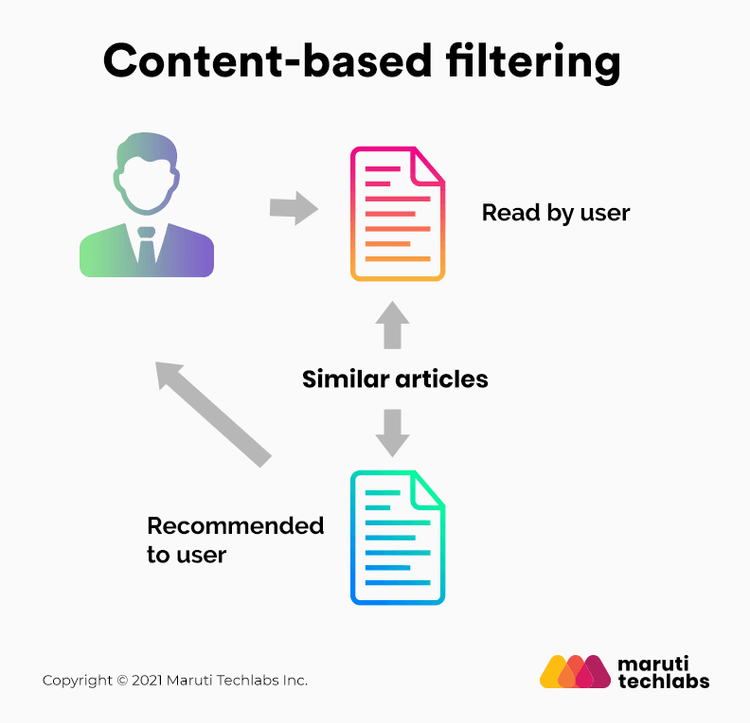 Content-based filtering
Read by user
Similar articles
Recommended
to user
Copyright © 2021 Maruti Techlabs Inc.
maruti
techlabs